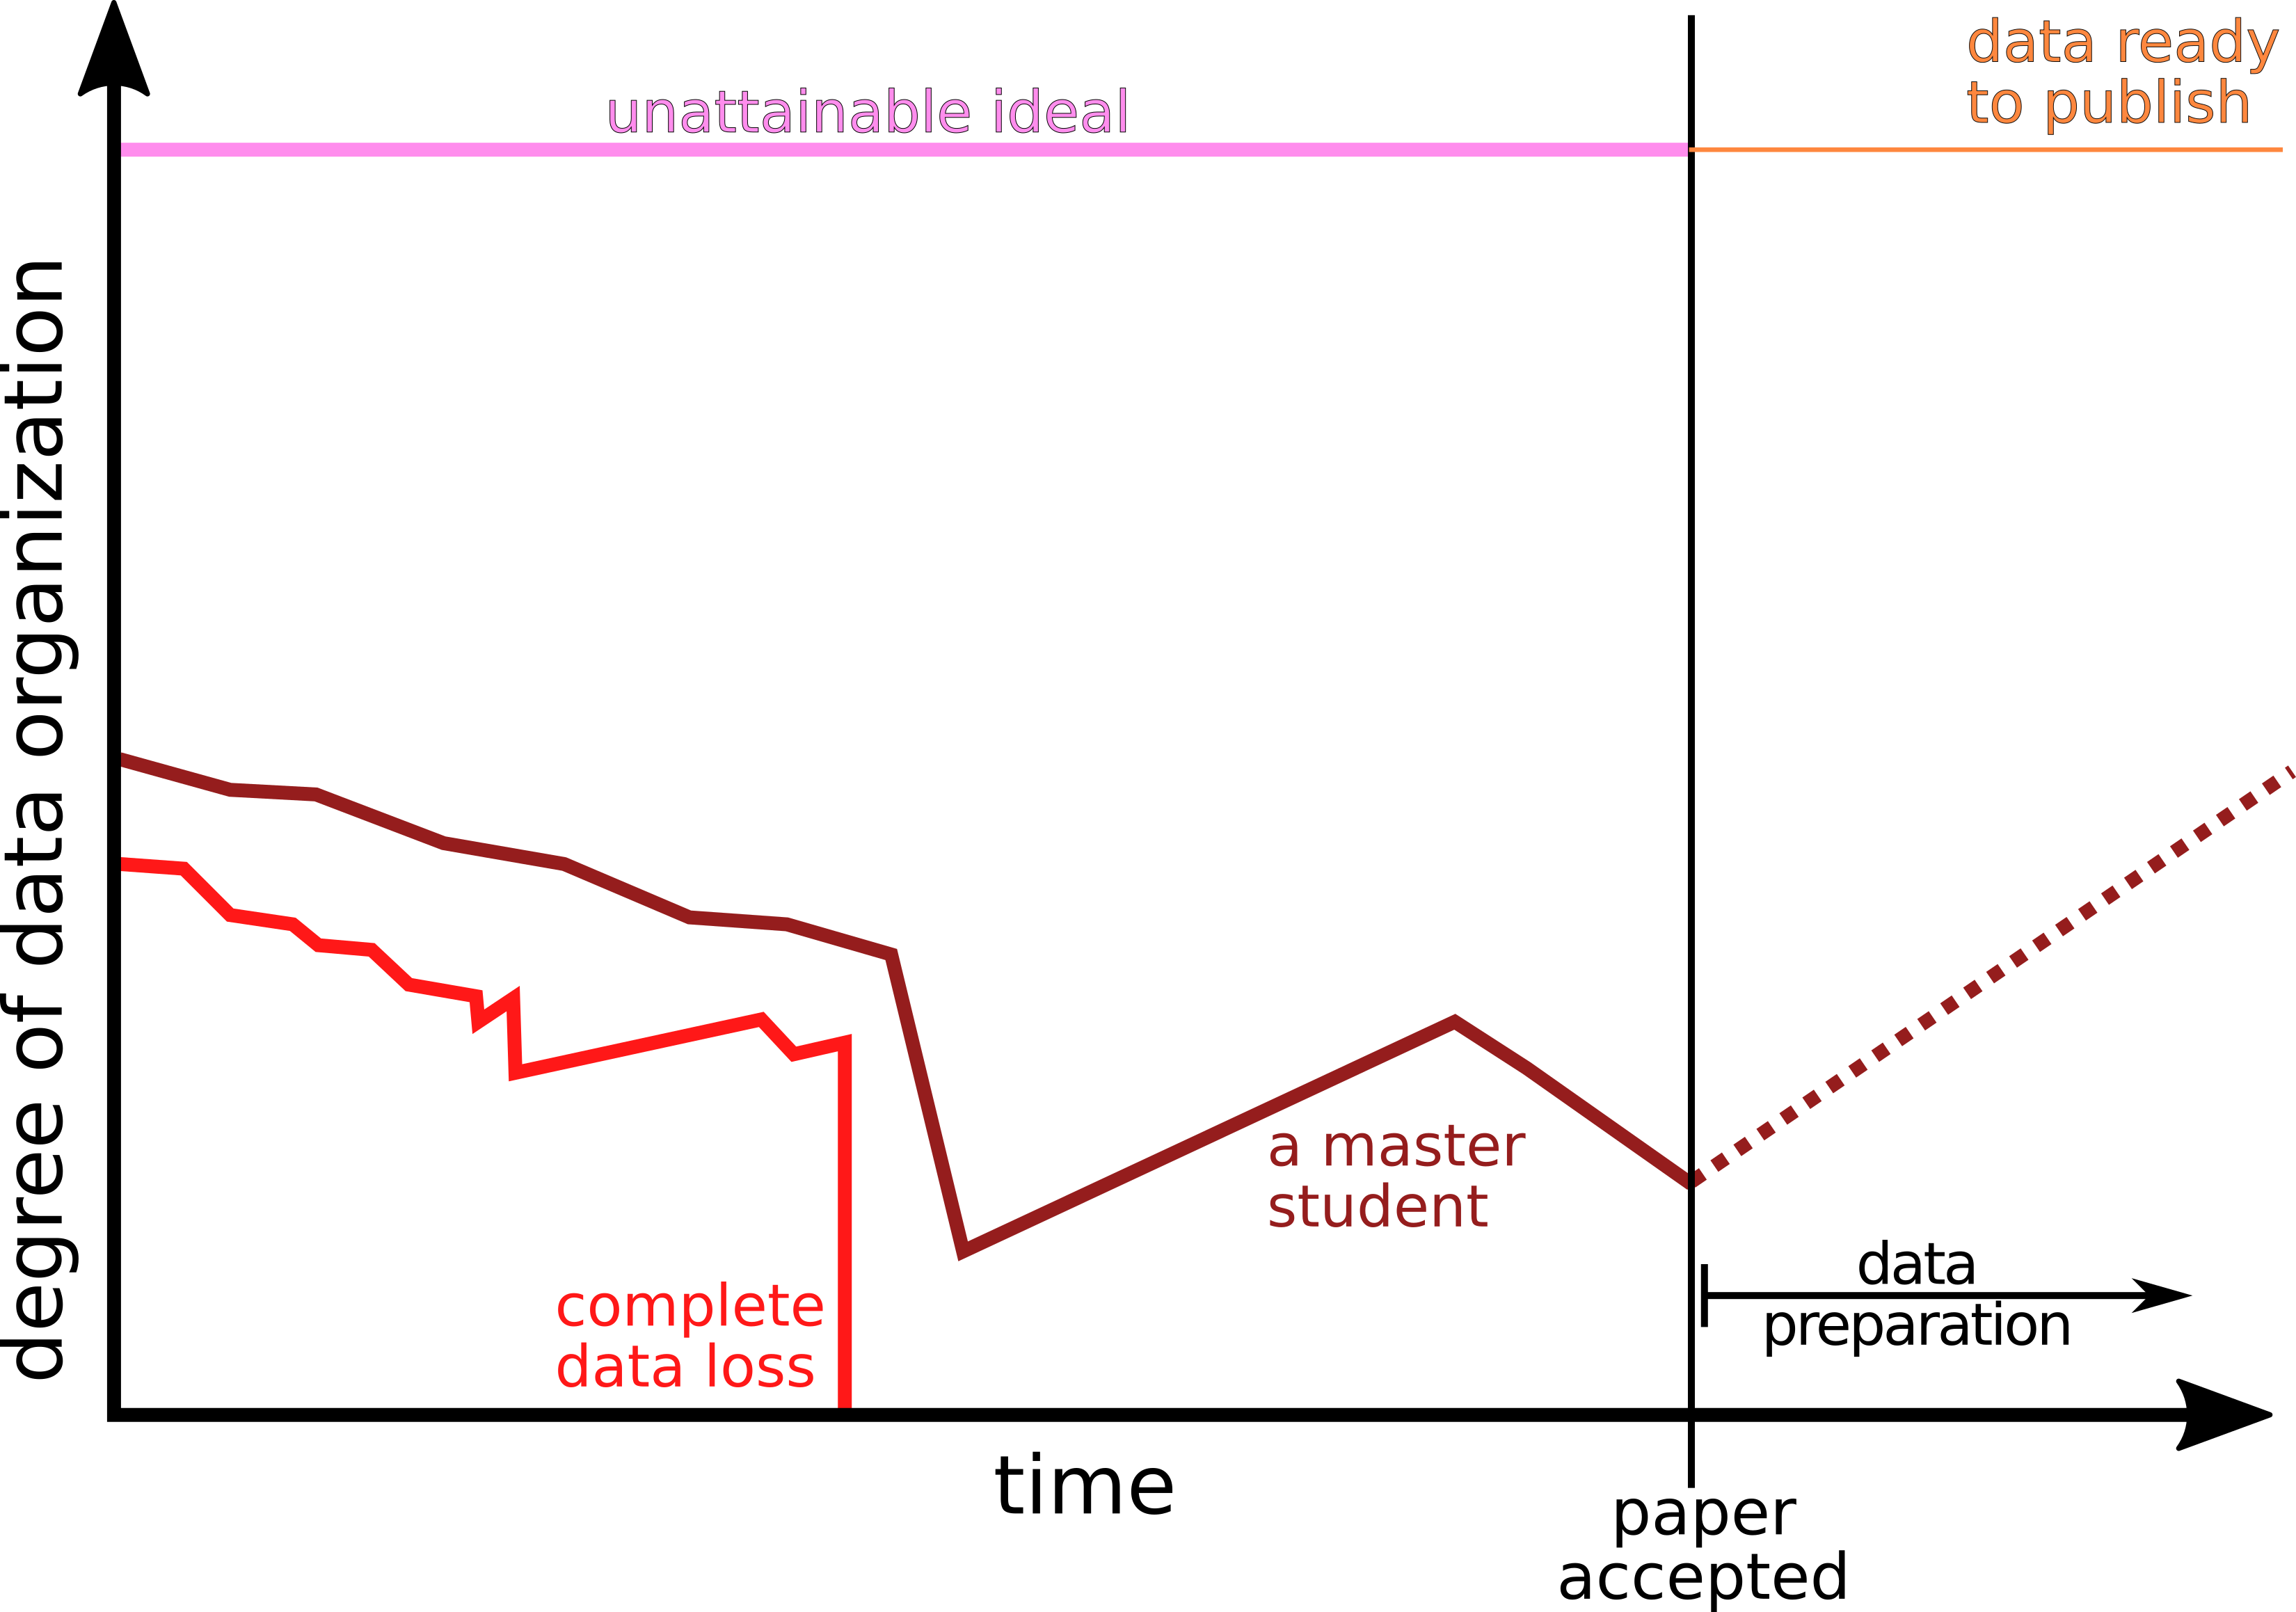 data ready
to publish
unattainable ideal
degree of data organization
a master
student
data
preparation
complete
data loss
time
paper
accepted